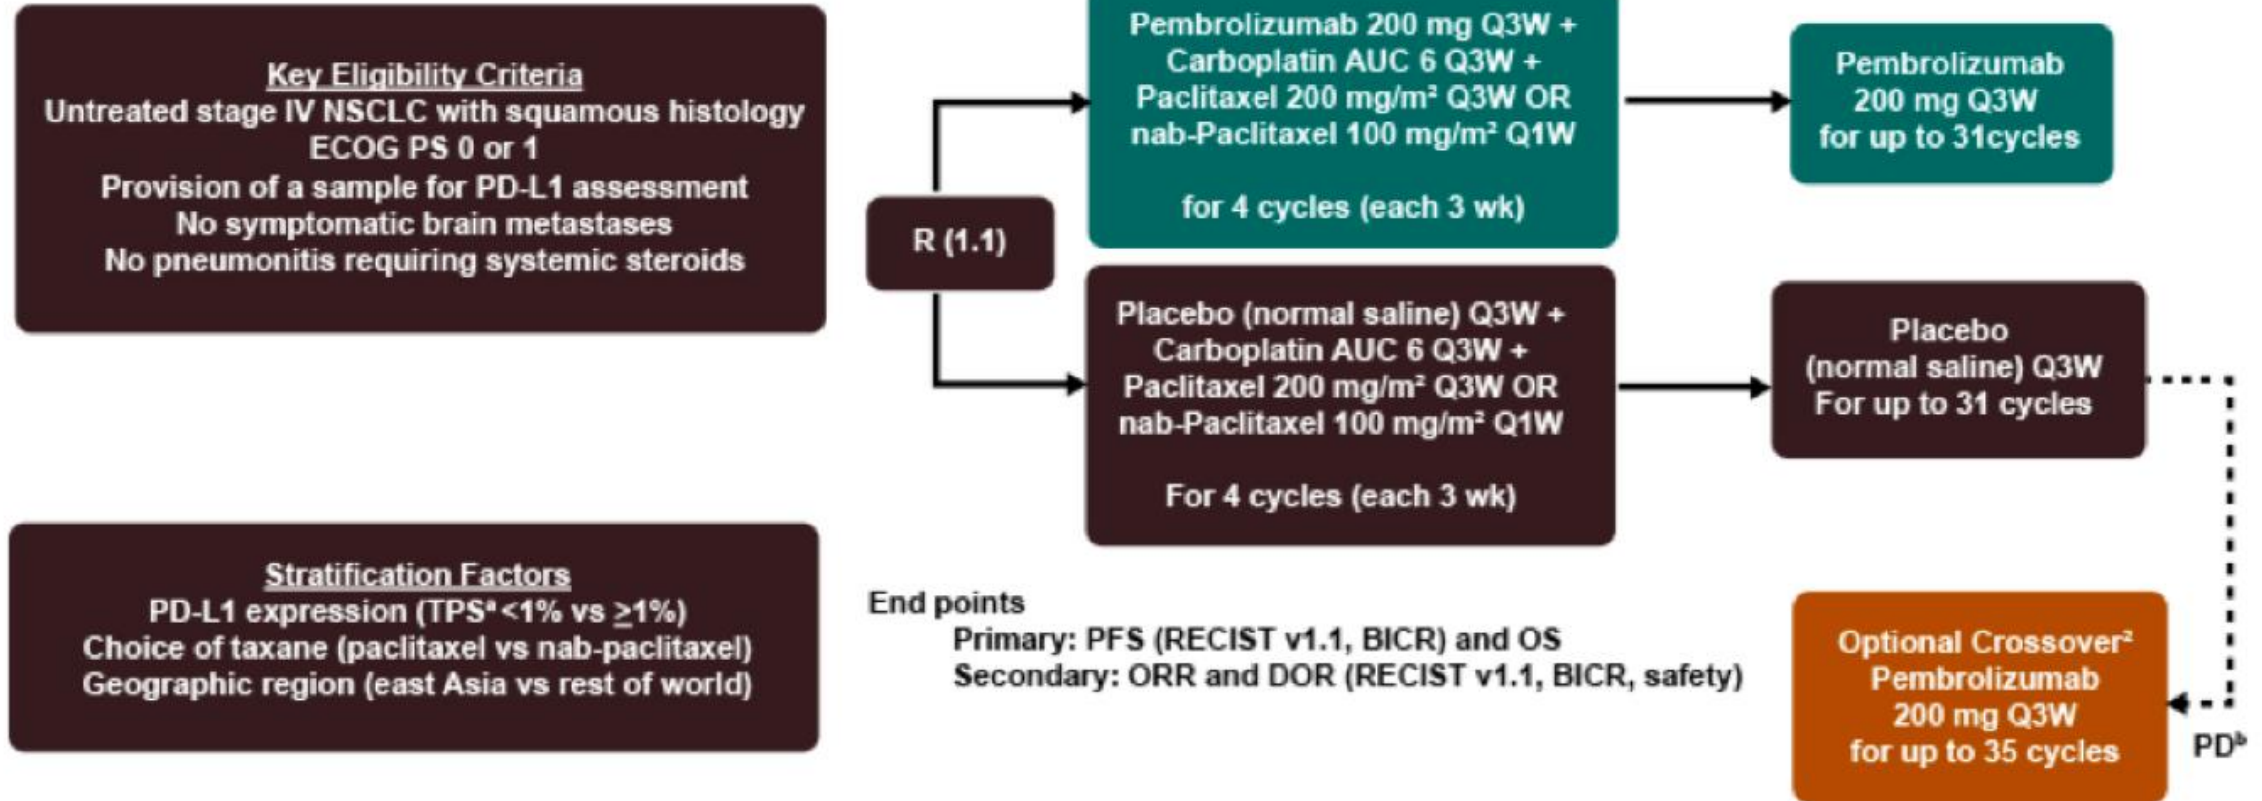 Key Eligibility Criteria
Untreated stage IV NSCLC with squamous histology
ECOG PS 0 or 1
Provision of a sample for PD-L1 assessment
No symptomatic brain metastases
No pneumonitis requiring systemic steroids
Stratification Factors
PD-L1 expression (TPSª <1% vs ≥1%)
Choice of taxane (paclitaxel vs nab-paclitaxel)
Geographic region (east Asia vs rest of world)
R (1.1)
Pembrolizumab 200 mg Q3W +
Carboplatin AUC 6 Q3W +
Paclitaxel 200 mg/m² Q3W OR
nab-Paclitaxel 100 mg/m² Q1W
for 4 cycles (each 3 wk)
Pembrolizumab
200 mg Q3W
for up to 31cycles
Placebo (normal saline) Q3W +
Carboplatin AUC 6 Q3W +
Paclitaxel 200 mg/m² Q3W OR
nab-Paclitaxel 100 mg/m² Q1W
For 4 cycles (each 3 wk)
Placebo
(normal saline) Q3W
For up to 31 cycles
End points
Primary: PFS (RECIST v1.1, BICR) and OS
Secondary: ORR and DOR (RECIST v1.1, BICR, safety)
Optional Crossover²
Pembrolizumab
200 mg Q3W
for up to 35 cycles
PDᵇ